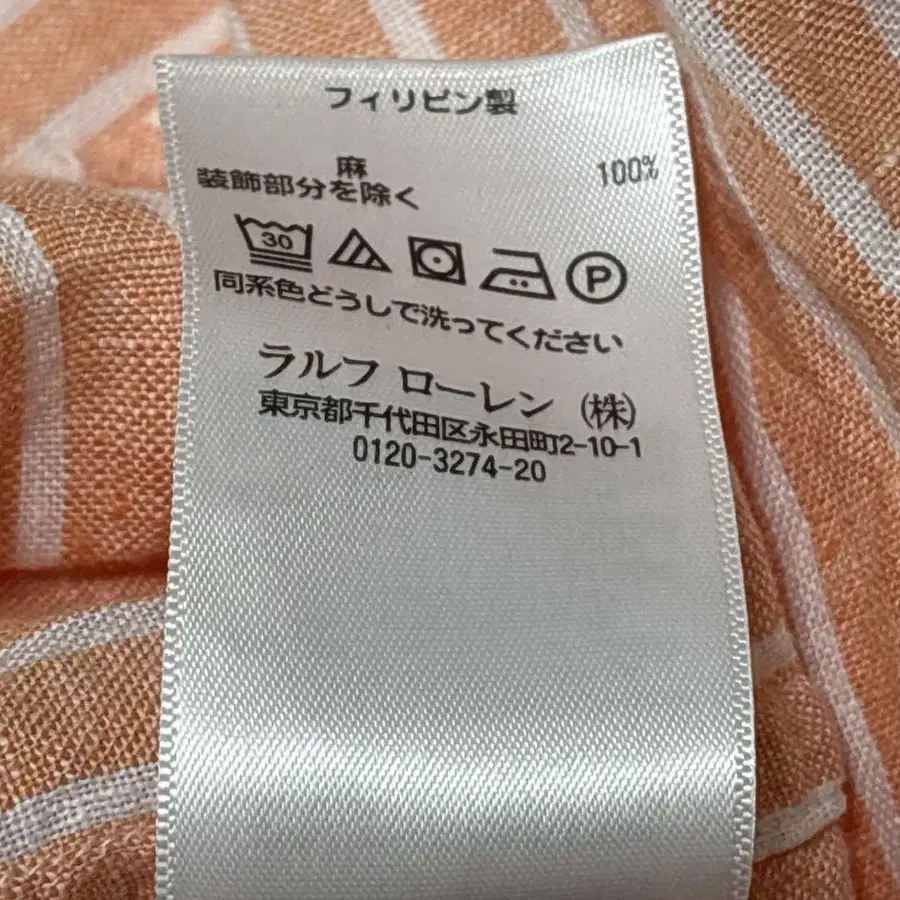 フィリピン製
麻 100%
装飾部分を除く
30 P
同系色どうしで洗ってください
ラルフ ローレン (株)
東京都千代田区永田町2-10-1
0120-3274-20